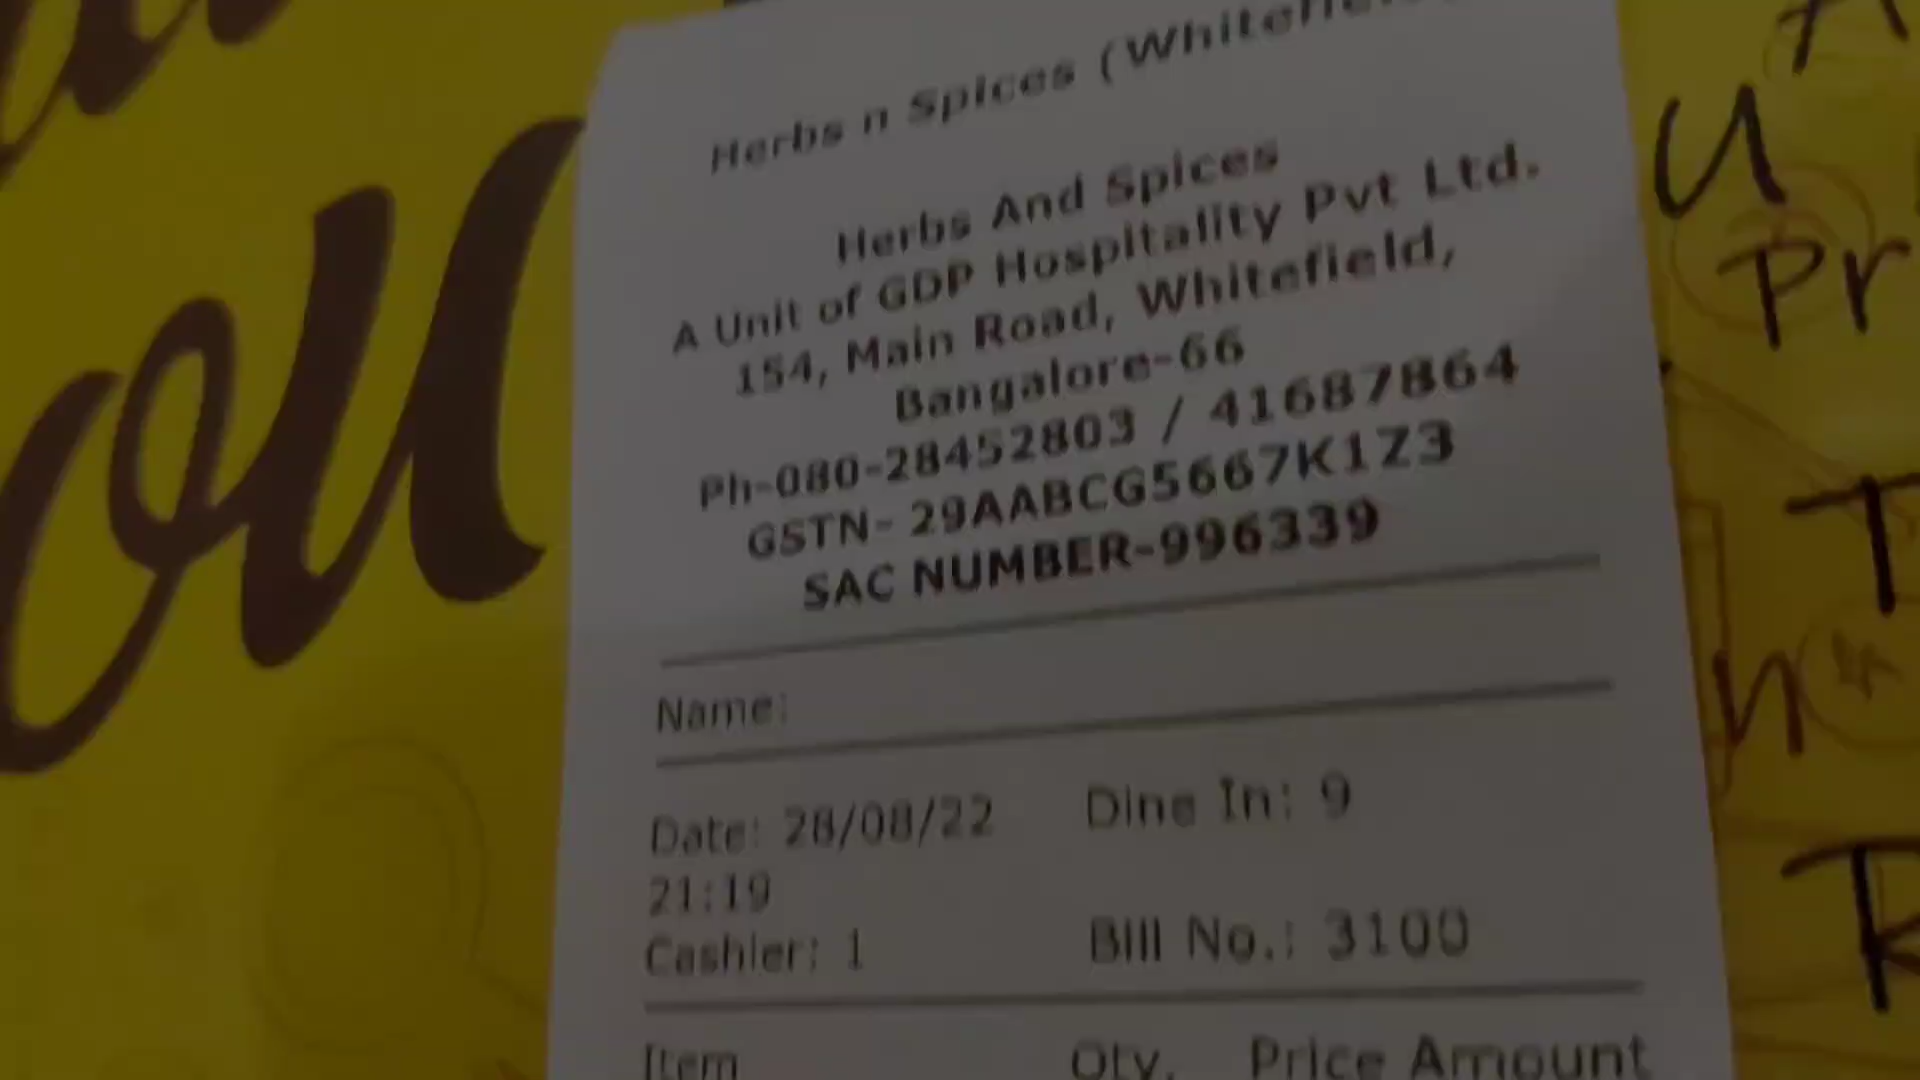 Herbs n Spices (Whitefield
Herbs And Spices
A Unit of GDP Hospitality Pvt Ltd.
154, Main Road, Whitefield,
Bangalore-66
Ph-080-28452803 / 41687864
GSTN- 29AABCG5667K1Z3
SAC NUMBER-996339
Name:
Date: 28/08/22 Dine In: 9
21:19
Cashier: 1 Bill No.: 3100
Item Qty. Price Amount
U
Pr
T
h
R